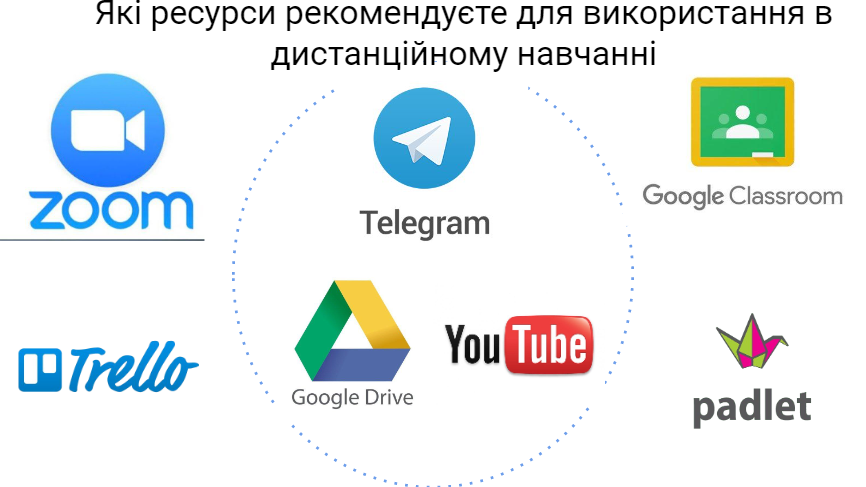 Які ресурси рекомендуєте для використання в
дистанційному навчанні
zoom
Telegram
Google Classroom
Trello
Google Drive
YouTube
padlet